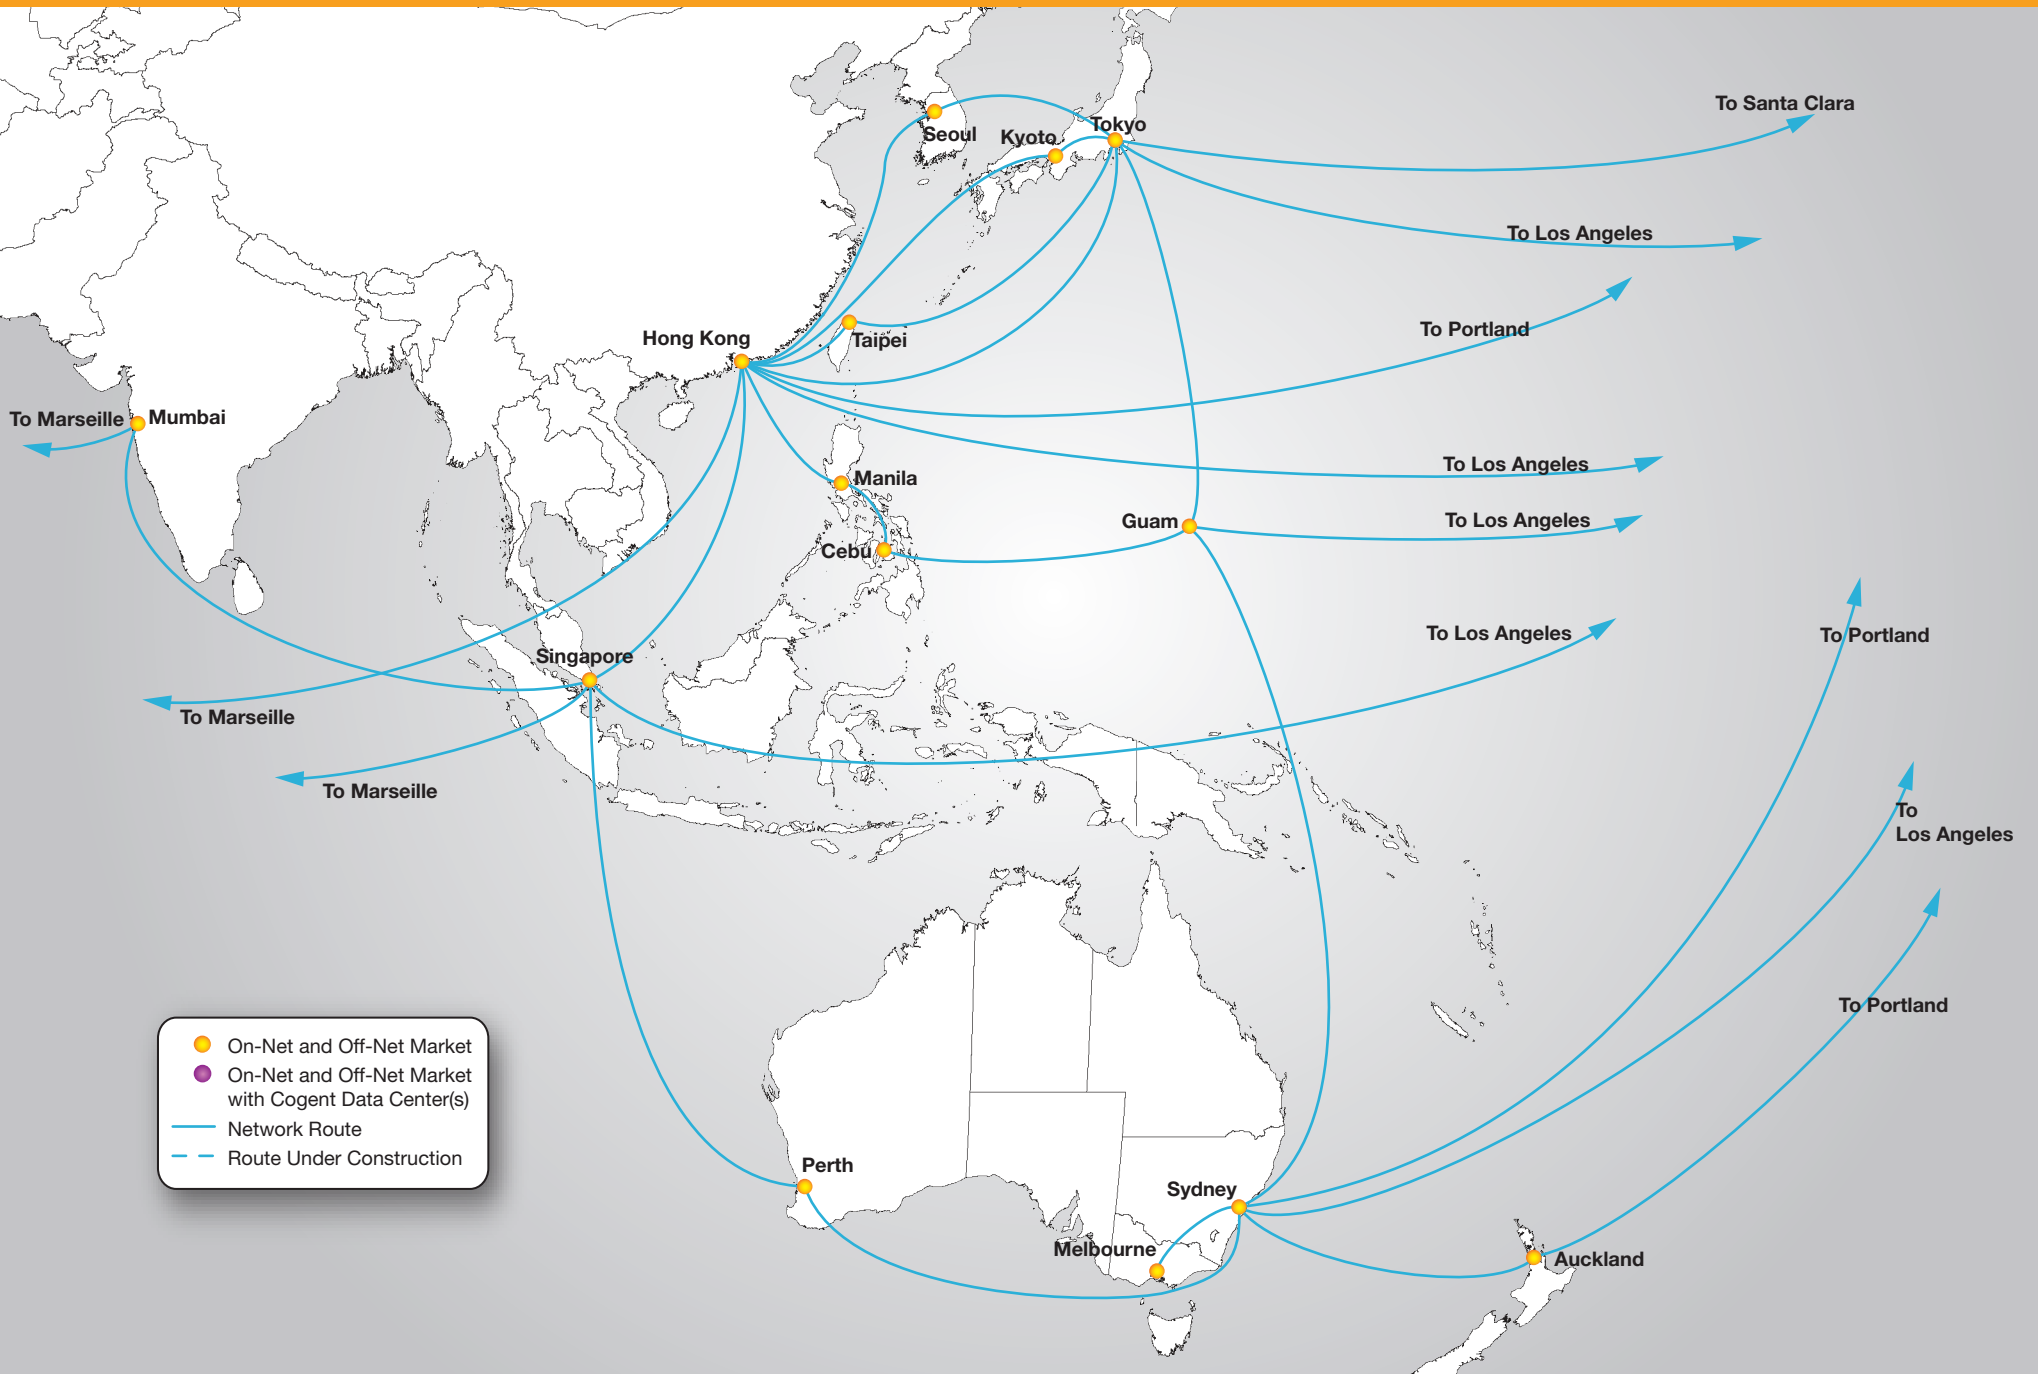 To Santa Clara
Tokyo
Seoul
Kyoto
To Los Angeles
To Portland
Hong Kong
Taipei
To Marseille
Mumbai
To Los Angeles
Manila
Guam
To Los Angeles
Cebu
To Los Angeles
To Portland
Singapore
To Marseille
To Marseille
To
Los Angeles
To Portland
On-Net and Off-Net Market
On-Net and Off-Net Market
with Cogent Data Center(s)
Network Route
Route Under Construction
Perth
Sydney
Melbourne
Auckland